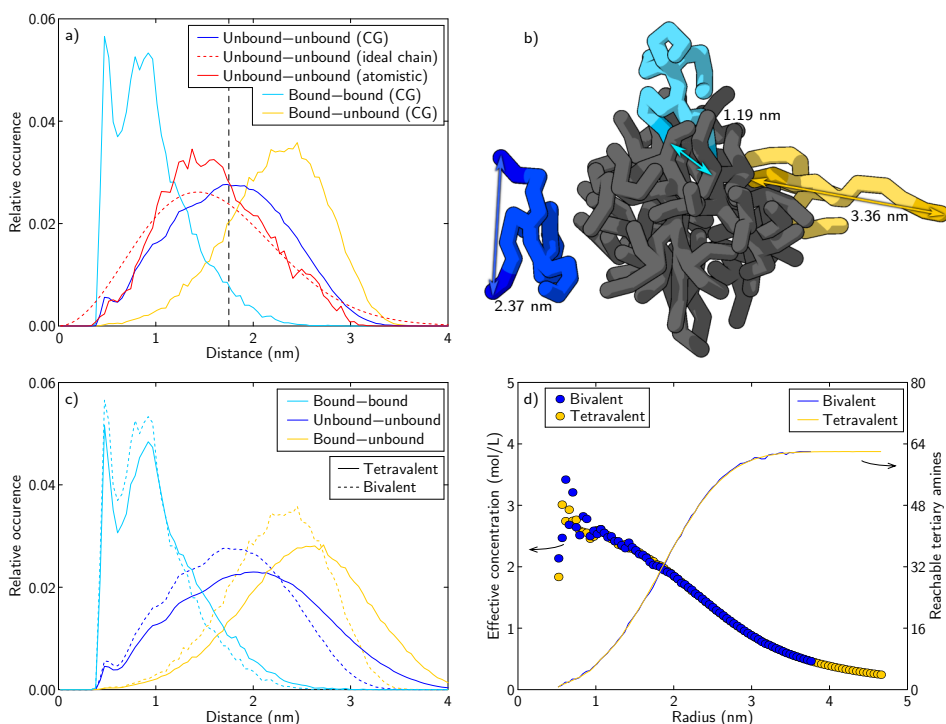 a)
Unbound−unbound (CG)
Unbound−unbound (ideal chain)
Unbound−unbound (atomistic)
Bound−bound (CG)
Bound−unbound (CG)
0.06
0.04
0.02
0.00
Relative occurence
0 1 2 3 4
Distance (nm)
b)
1.19 nm
3.36 nm
2.37 nm
c)
Bound−bound
Unbound−unbound
Bound−unbound
Tetravalent
Bivalent
0.06
0.04
0.02
0.00
Relative occurence
0 1 2 3 4
Distance (nm)
d)
Bivalent
Tetravalent
Bivalent
Tetravalent
5
4
3
2
1
0
Effective concentration (mol/L)
80
64
48
32
16
0
Reachable tertiary amines
0 1 2 3 4 5
Radius (nm)